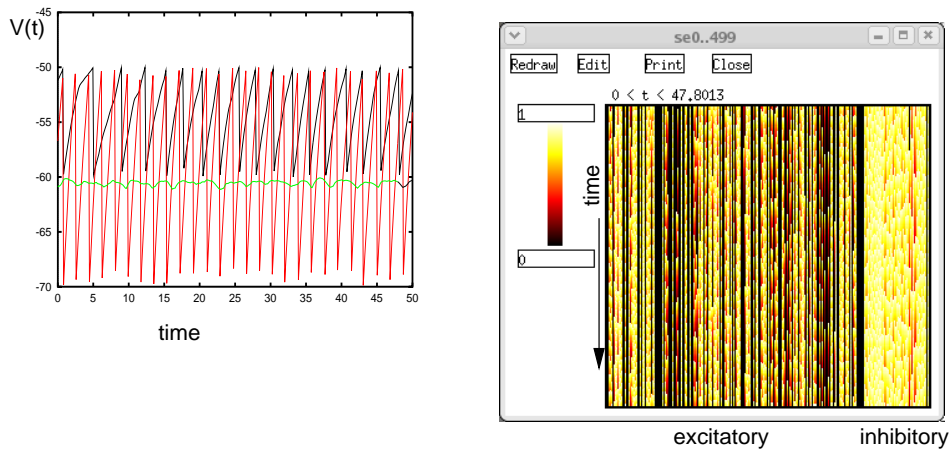 V(t)
-45
-50
-55
-60
-65
-70
0 5 10 15 20 25 30 35 40 45 50
time
se0..499
Redraw Edit Print Close
0 < t < 47.8013
1
0
time
excitatory inhibitory